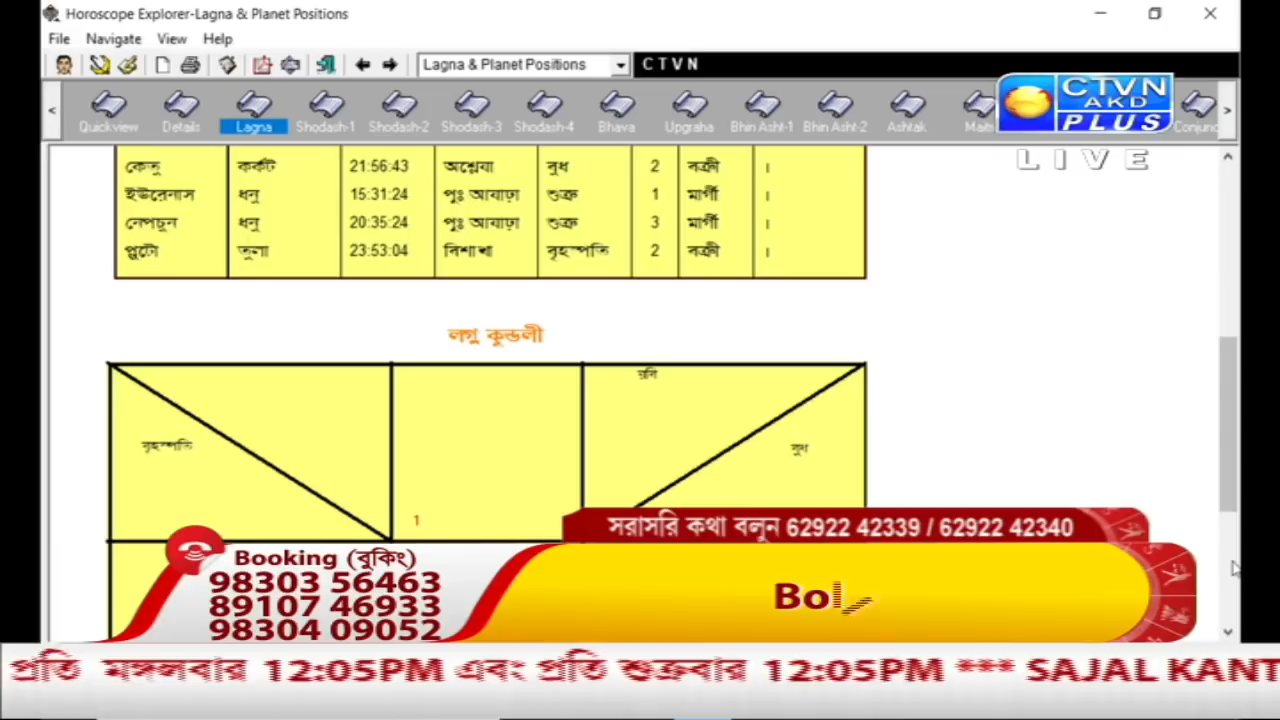 Horoscope Explorer-Lagna & Planet Positions
File Navigate View Help
Lagna & Planet Positions
CTVN
Quickview Details Lagna Shodash-1 Shodash-2 Shodash-3 Shodash-4 Bhava Upgraha Bhin Asht-1 Bhin Asht-2 Ashtak
CTVN
AKD
PLUS
LIVE
কেতু কর্কট 21:56:43 অশ্লেষা বুধ 2 বক্রী ।
ইউরেনাস ধনু 15:31:24 পুঃ আষাঢ়া শুক্র 1 মার্গী ।
নেপচুন ধনু 20:35:24 পুঃ আষাঢ়া শুক্র 3 মার্গী ।
প্লুটো তুলা 23:53:04 বিশাখা বৃহস্পতি 2 বক্রী ।
লগ্ন কুন্ডলী
রবি
বৃহস্পতি
বুধ
1
সরাসরি কথা বলুন 62922 42339 / 62922 42340
Booking (বুকিং)
98303 56463
89107 46933
98304 09052
প্রতি মঙ্গলবার 12:05PM এবং প্রতি শুক্রবার 12:05PM *** SAJAL KANT